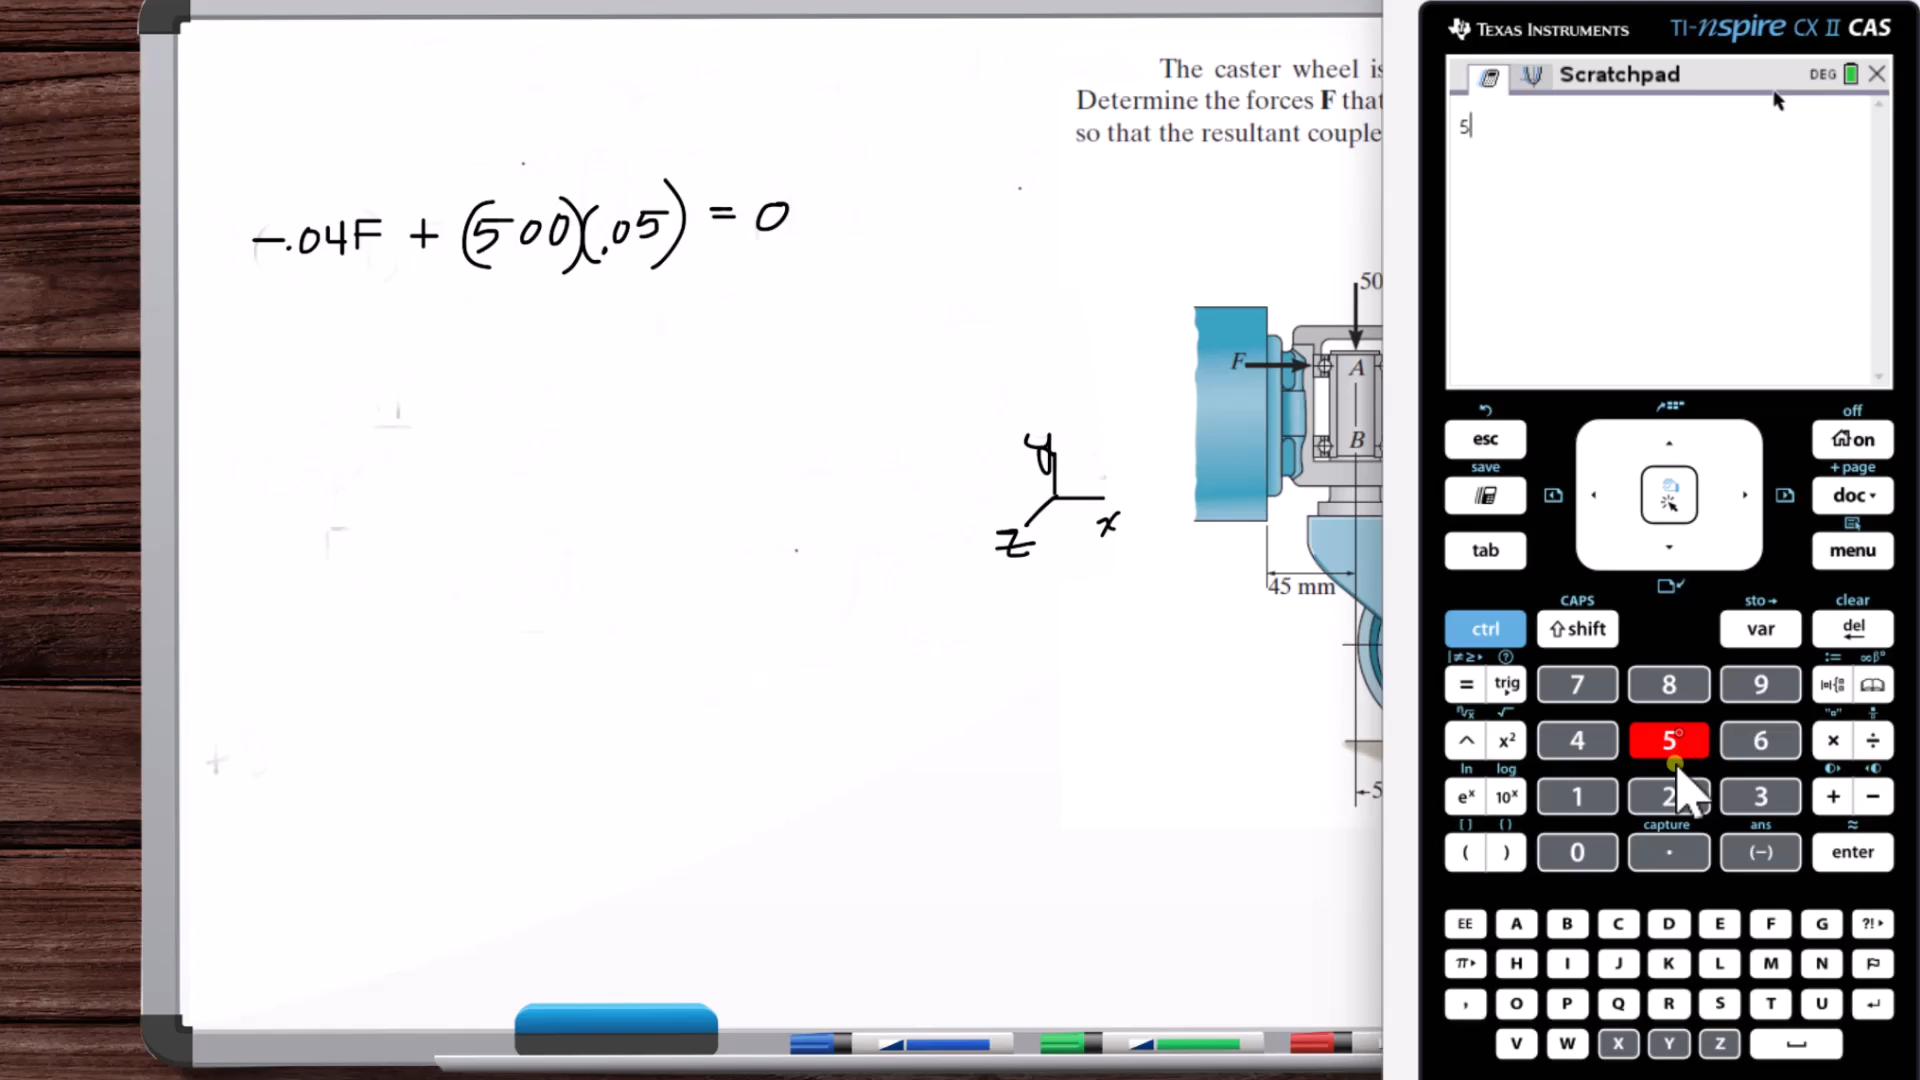 The caster wheel is
Determine the forces F that
so that the resultant couple
-.04F + (500)(.05) = 0
50
F
A
B
y
x
z
45 mm
5
TEXAS INSTRUMENTS TI-nspire CX II CAS
Scratchpad DEG
5
off
esc on
save + page
doc
tab menu
CAPS sto→ clear
ctrl shift var del
= trig 7 8 9
^ x² 4 5 6 × ÷
ln log
eˣ 10ˣ 1 2 3 + −
[ ] ( ) capture ans ≈
( ) 0 . (−) enter
EE A B C D E F G ?!▸
π▸ H I J K L M N
, O P Q R S T U
V W X Y Z